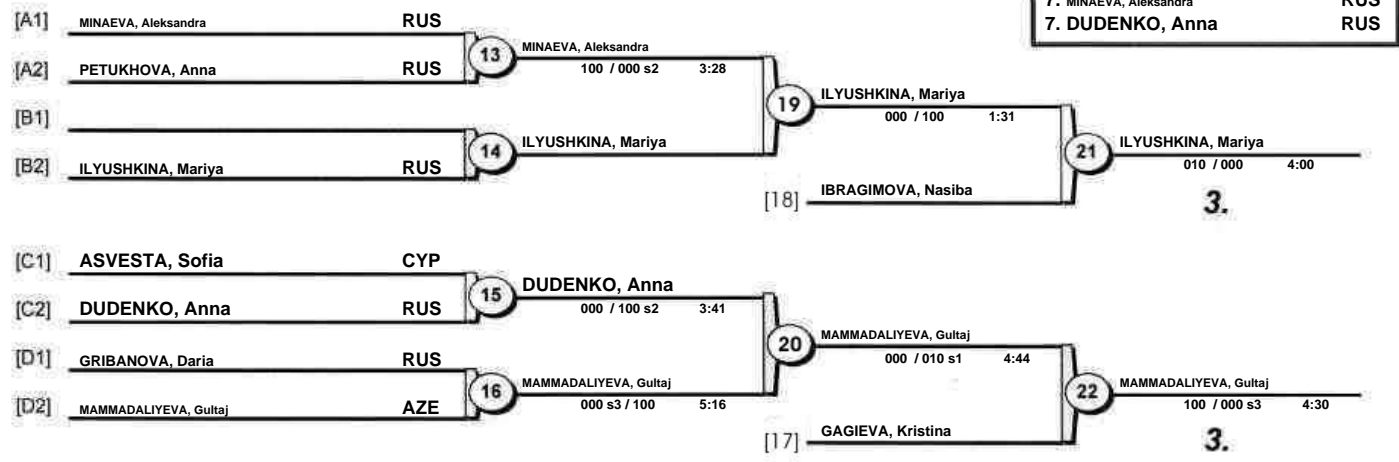 7. MINAEVA, Aleksandra RUS
7. DUDENKO, Anna RUS
[A1] MINAEVA, Aleksandra RUS
13 MINAEVA, Aleksandra
100 / 000 s2 3:28
[A2] PETUKHOVA, Anna RUS
19 ILYUSHKINA, Mariya
000 / 100 1:31
[B1]
14 ILYUSHKINA, Mariya
[B2] ILYUSHKINA, Mariya RUS
21 ILYUSHKINA, Mariya
010 / 000 4:00
[18] IBRAGIMOVA, Nasiba
3.
[C1] ASVESTA, Sofia CYP
15 DUDENKO, Anna
000 / 100 s2 3:41
[C2] DUDENKO, Anna RUS
20 MAMMADALIYEVA, Gultaj
000 / 010 s1 4:44
[D1] GRIBANOVA, Daria RUS
16 MAMMADALIYEVA, Gultaj
000 s3 / 100 5:16
[D2] MAMMADALIYEVA, Gultaj AZE
22 MAMMADALIYEVA, Gultaj
100 / 000 s3 4:30
[17] GAGIEVA, Kristina
3.